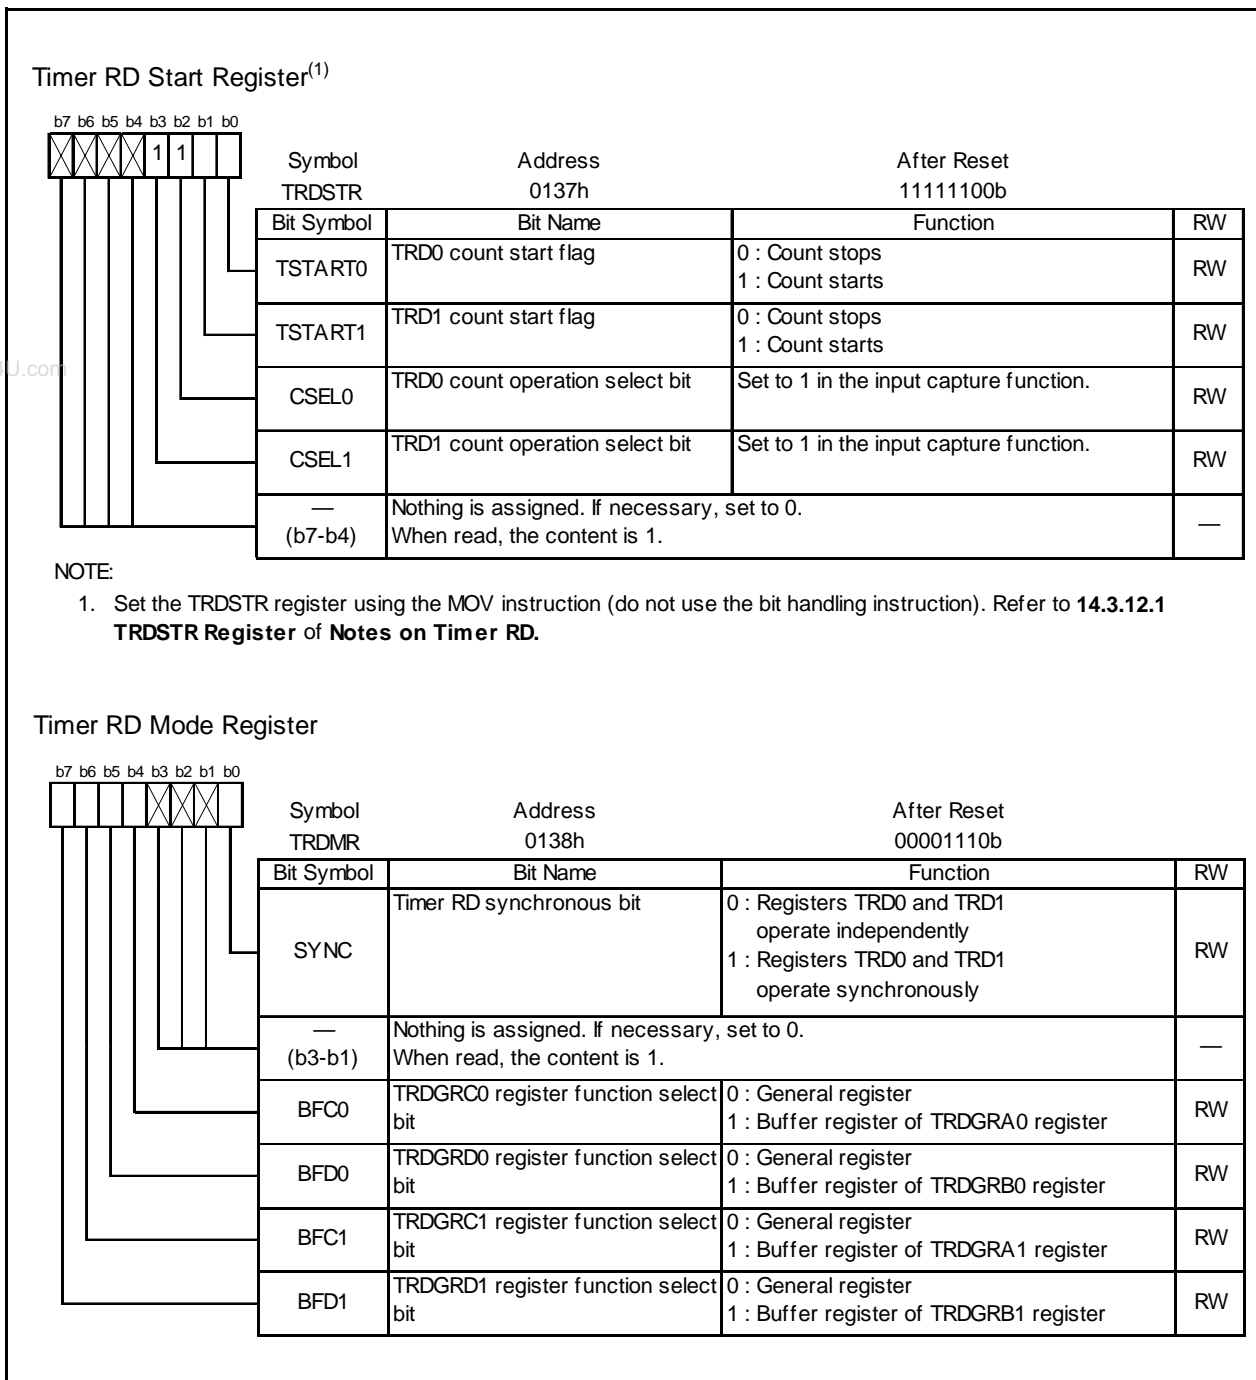 Timer RD Start Register(1)
b7 b6 b5 b4 b3 b2 b1 b0
1 1
Symbol Address After Reset
TRDSTR 0137h 11111100b
Bit Symbol Bit Name Function RW
TSTART0 TRD0 count start flag 0 : Count stops RW
1 : Count starts
TSTART1 TRD1 count start flag 0 : Count stops RW
1 : Count starts
U.com
CSEL0 TRD0 count operation select bit Set to 1 in the input capture function. RW
CSEL1 TRD1 count operation select bit Set to 1 in the input capture function. RW
— Nothing is assigned. If necessary, set to 0. —
(b7-b4) When read, the content is 1.
NOTE:
1. Set the TRDSTR register using the MOV instruction (do not use the bit handling instruction). Refer to 14.3.12.1
TRDSTR Register of Notes on Timer RD.
Timer RD Mode Register
b7 b6 b5 b4 b3 b2 b1 b0
Symbol Address After Reset
TRDMR 0138h 00001110b
Bit Symbol Bit Name Function RW
SYNC Timer RD synchronous bit 0 : Registers TRD0 and TRD1 RW
operate independently
1 : Registers TRD0 and TRD1
operate synchronously
— Nothing is assigned. If necessary, set to 0. —
(b3-b1) When read, the content is 1.
BFC0 TRDGRC0 register function select 0 : General register RW
bit 1 : Buffer register of TRDGRA0 register
BFD0 TRDGRD0 register function select 0 : General register RW
bit 1 : Buffer register of TRDGRB0 register
BFC1 TRDGRC1 register function select 0 : General register RW
bit 1 : Buffer register of TRDGRA1 register
BFD1 TRDGRD1 register function select 0 : General register RW
bit 1 : Buffer register of TRDGRB1 register